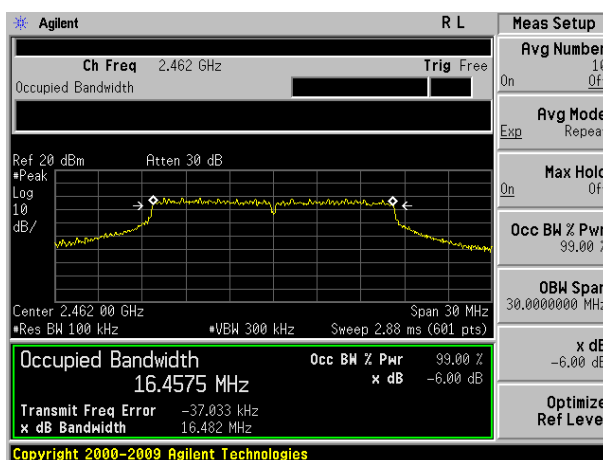 Agilent R L Meas Setup
Ch Freq 2.462 GHz Trig Free
Occupied Bandwidth
Avg Number
10
On Off
Avg Mode
Exp Repeat
Max Hold
On Off
Occ BW % Pwr
99.00 %
OBW Span
30.0000000 MHz
x dB
-6.00 dB
Optimize
Ref Level
Ref 20 dBm Atten 30 dB
#Peak
Log
10
dB/
Center 2.462 00 GHz Span 30 MHz
#Res BW 100 kHz #VBW 300 kHz Sweep 2.88 ms (601 pts)
Occupied Bandwidth Occ BW % Pwr 99.00 %
16.4575 MHz x dB -6.00 dB
Transmit Freq Error -37.033 kHz
x dB Bandwidth 16.482 MHz
Copyright 2000-2009 Agilent Technologies